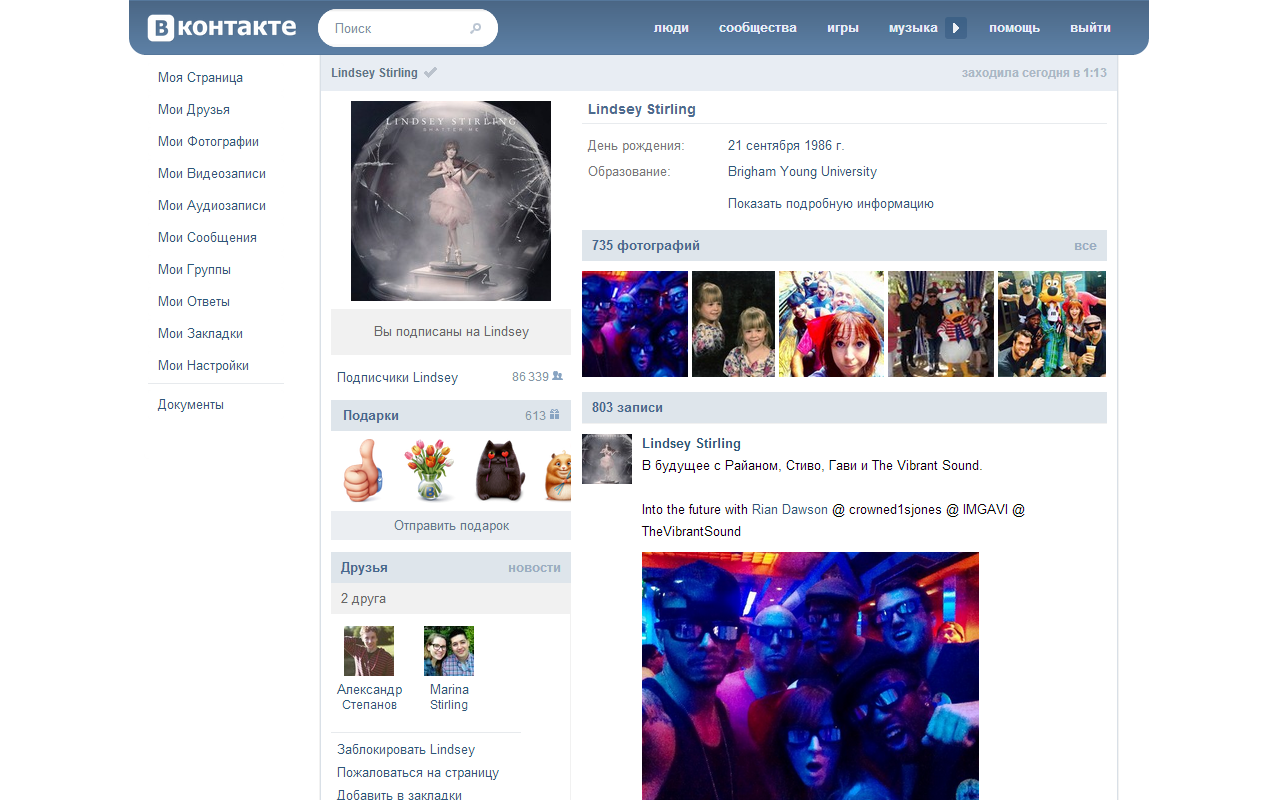 Вконтакте
Поиск
люди
сообщества
игры
музыка
помощь
выйти
Моя Страница
Мои Друзья
Мои Фотографии
Мои Видеозаписи
Мои Аудиозаписи
Мои Сообщения
Мои Группы
Мои Ответы
Мои Закладки
Мои Настройки
Документы
Lindsey Stirling
заходила сегодня в 1:13
LINDSEY STIRLING
SHATTER ME
Вы подписаны на Lindsey
Подписчики Lindsey 86 339
Подарки 613
Отправить подарок
Друзья новости
2 друга
Александр
Степанов
Marina
Stirling
Заблокировать Lindsey
Пожаловаться на страницу
Добавить в закладки
Lindsey Stirling
День рождения: 21 сентября 1986 г.
Образование: Brigham Young University
Показать подробную информацию
735 фотографий все
803 записи
Lindsey Stirling
В будущее с Райаном, Стиво, Гави и The Vibrant Sound.
Into the future with Rian Dawson @ crowned1sjones @ IMGAVI @
TheVibrantSound